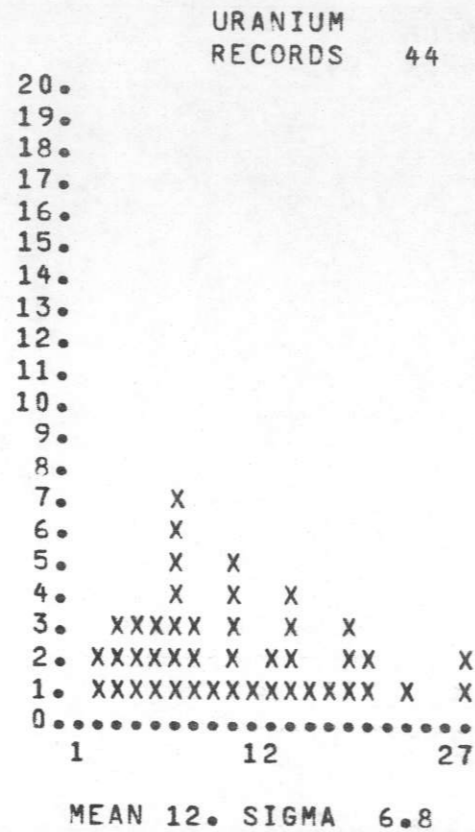 URANIUM
RECORDS 44
20.
19.
18.
17.
16.
15.
14.
13.
12.
11.
10.
9.
8.
7. X
6. X
5. X X
4. X X X
3. XXXXX X X X
2. XXXXXX X XX XX X
1. XXXXXXXXXXXXXXX X X
0......................
1 12 27
MEAN 12. SIGMA 6.8